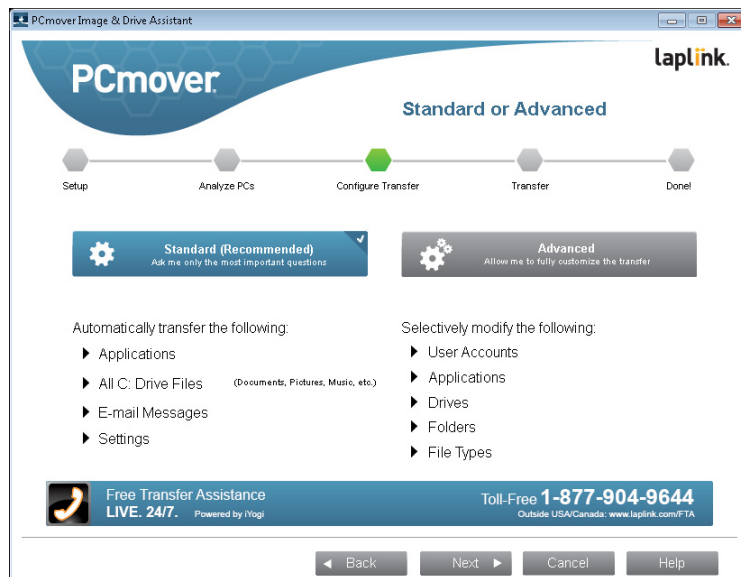 PCmover Image & Drive Assistant
PCmover
laplink.
Standard or Advanced
Setup
Analyze PCs
Configure Transfer
Transfer
Done!
Standard (Recommended)
Ask me only the most important questions
Advanced
Allow me to fully customize the transfer
Automatically transfer the following:
Applications
All C: Drive Files (Documents, Pictures, Music, etc.)
E-mail Messages
Settings
Selectively modify the following:
User Accounts
Applications
Drives
Folders
File Types
Free Transfer Assistance
LIVE. 24/7. Powered by iYogi
Toll-Free 1-877-904-9644
Outside USA/Canada: www.laplink.com/FTA
Back
Next
Cancel
Help